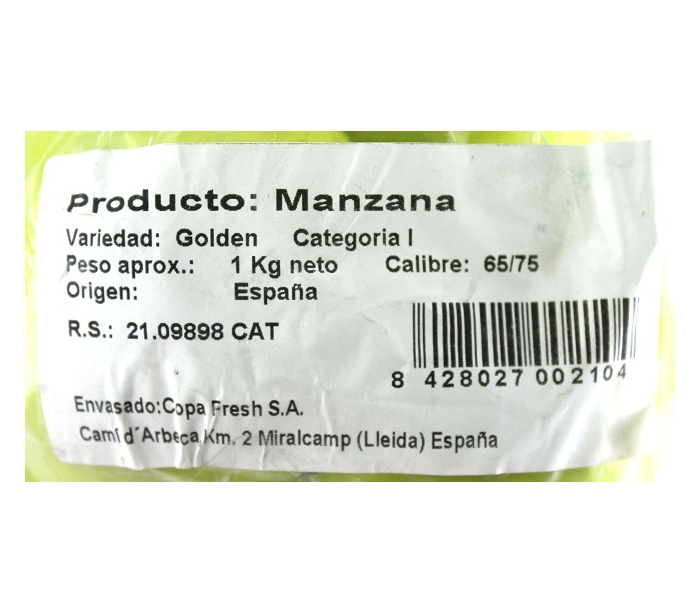 Producto: Manzana
Variedad: Golden Categoria I
Peso aprox.: 1 Kg neto Calibre: 65/75
Origen: España
R.S.: 21.09898 CAT
8 428027 002104
Envasado:Copa Fresh S.A.
Camí d´Arbeca,Km. 2 Miralcamp (Lleida) España